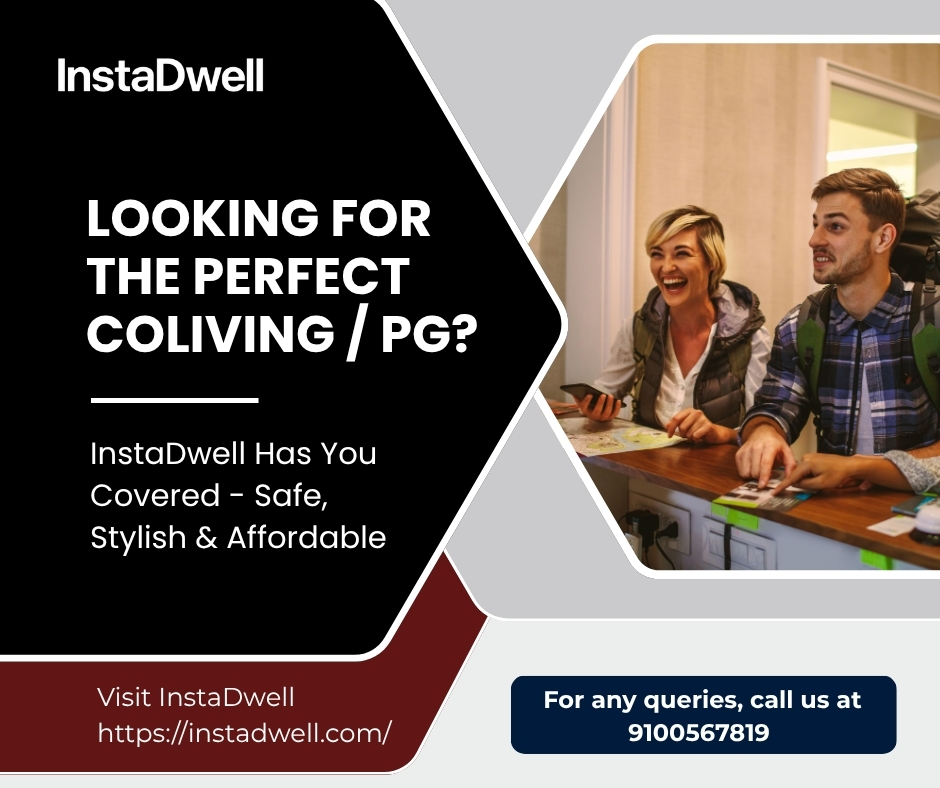 InstaDwell
LOOKING FOR
THE PERFECT
COLIVING / PG?
InstaDwell Has You
Covered - Safe,
Stylish & Affordable
Visit InstaDwell
https://instadwell.com/
For any queries, call us at
9100567819